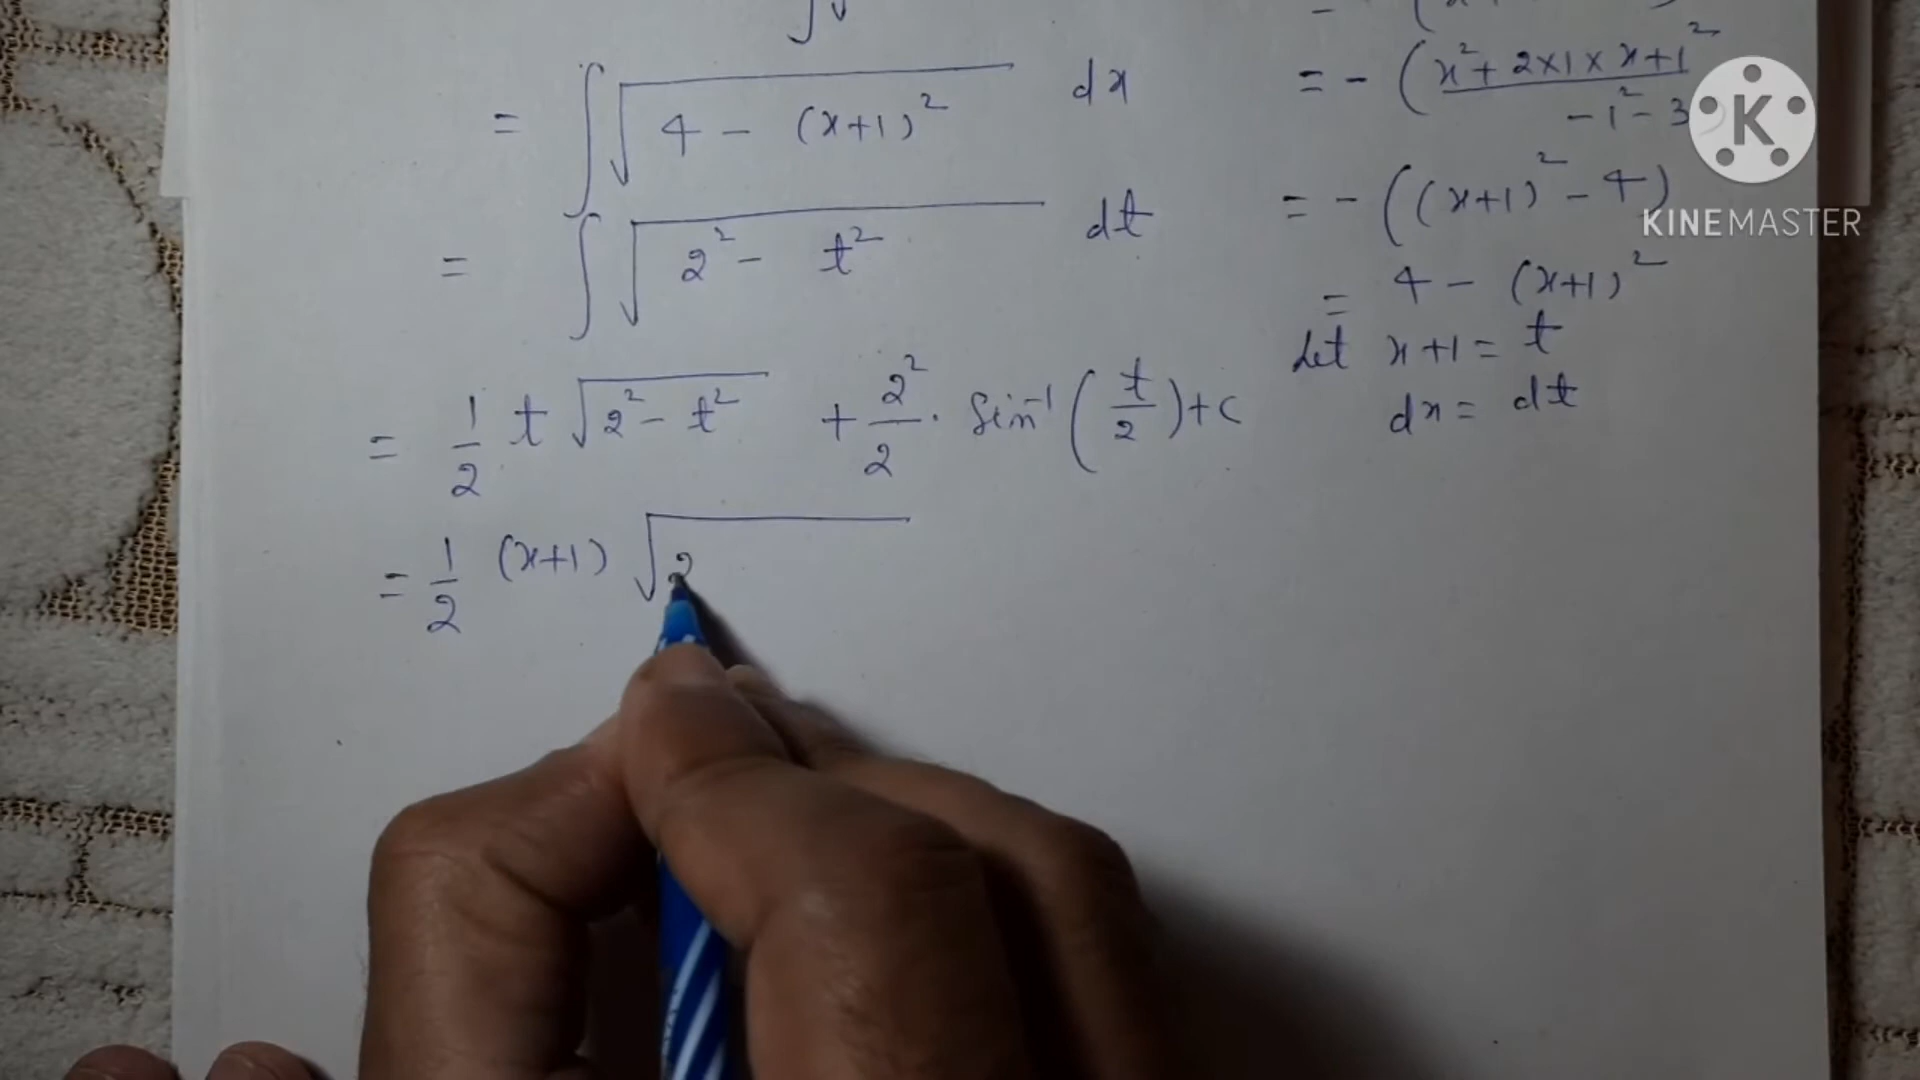 = ∫ √(4 - (x+1)²) dx
= ∫ √(2² - t²) dt
= 1/2 t √(2² - t²) + 2²/2 . Sin⁻¹ (t/2) + C
= 1/2 (x+1) √2
= - (x² + 2×1×x + 1²
- 1² - 3
= - ((x+1)² - 4)
= 4 - (x+1)²
Let x+1 = t
dx = dt
K
KINEMASTER